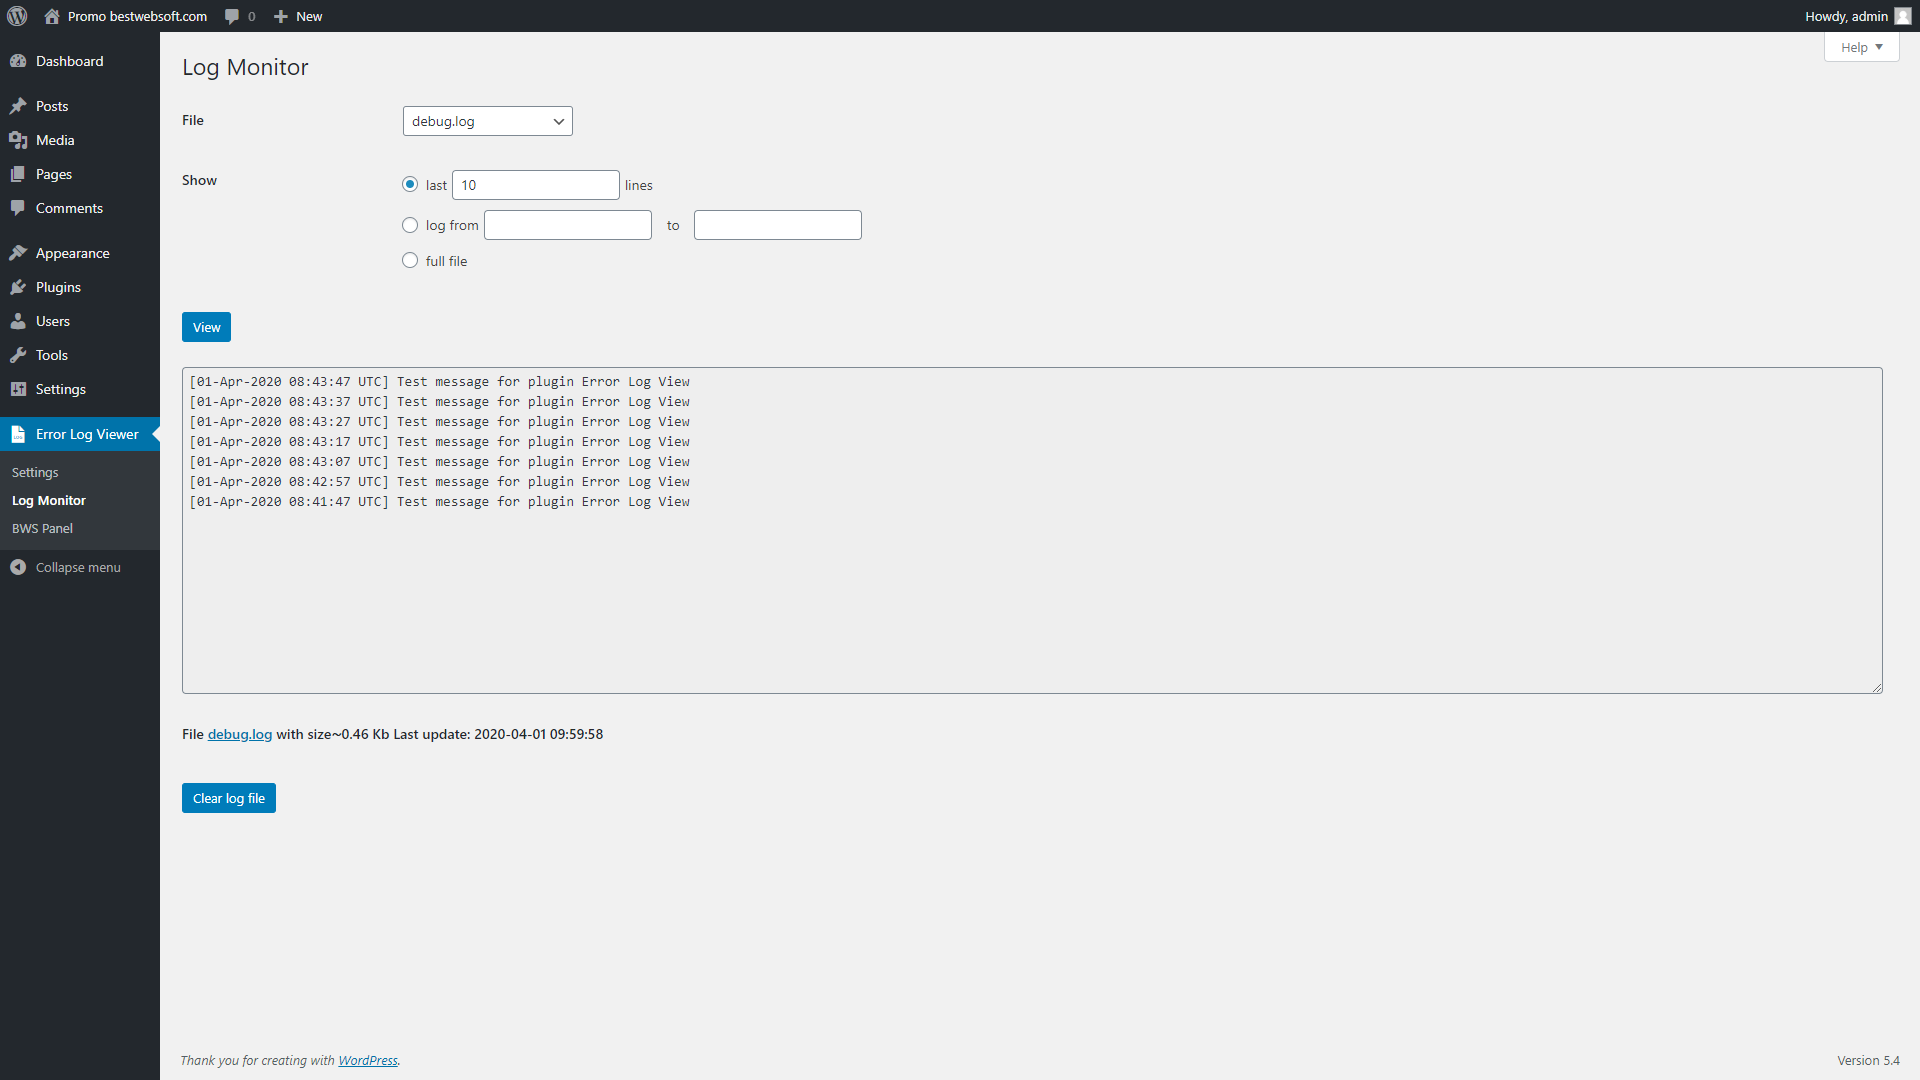 Promo bestwebsoft.com 0 New Howdy, admin
Help
Dashboard
Posts
Media
Pages
Comments
Appearance
Plugins
Users
Tools
Settings
Error Log Viewer
Settings
Log Monitor
BWS Panel
Collapse menu
Log Monitor
File debug.log
Show last 10 lines
log from to
full file
View
[01-Apr-2020 08:43:47 UTC] Test message for plugin Error Log View
[01-Apr-2020 08:43:37 UTC] Test message for plugin Error Log View
[01-Apr-2020 08:43:27 UTC] Test message for plugin Error Log View
[01-Apr-2020 08:43:17 UTC] Test message for plugin Error Log View
[01-Apr-2020 08:43:07 UTC] Test message for plugin Error Log View
[01-Apr-2020 08:42:57 UTC] Test message for plugin Error Log View
[01-Apr-2020 08:41:47 UTC] Test message for plugin Error Log View
File debug.log with size~0.46 Kb Last update: 2020-04-01 09:59:58
Clear log file
Thank you for creating with WordPress. Version 5.4